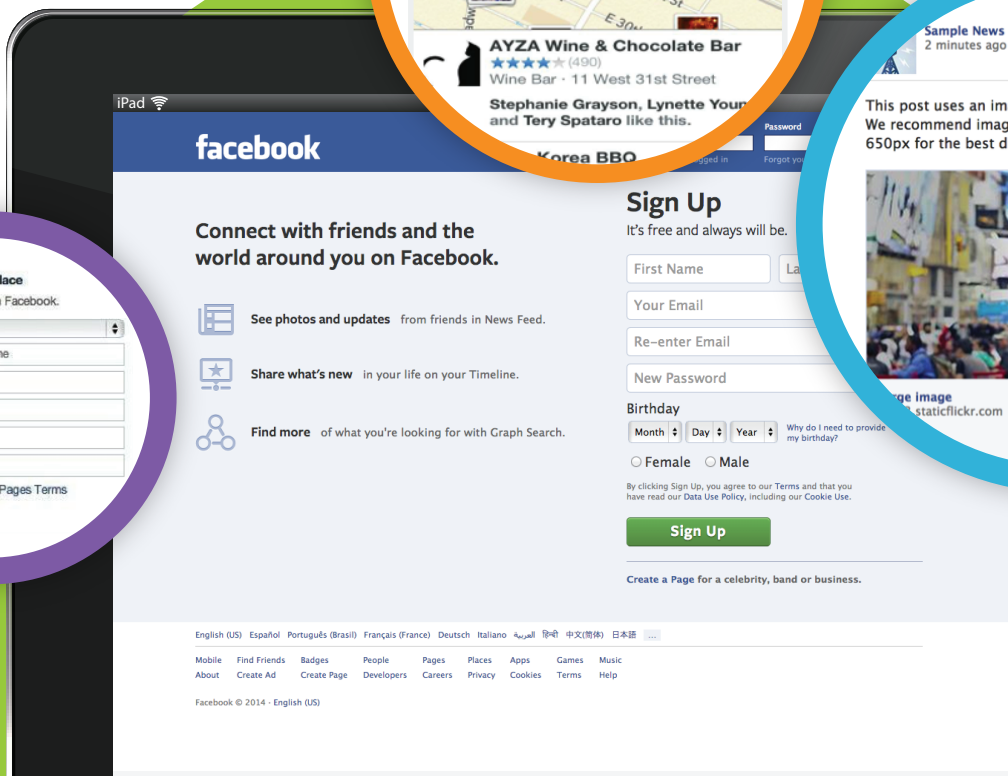 E 30th
St
AYZA Wine & Chocolate Bar
(490)
Wine Bar · 11 West 31st Street
Stephanie Grayson, Lynette
and Tery Spataro like this.
Korea BBQ
Sample News
2 minutes ago
This post uses an
We recommend
650px for the best
image
staticflickr.com
iPad
facebook
Password
in
Forgot
Connect with friends and the
world around you on Facebook.
See photos and updates from friends in News Feed.
Share what's new in your life on your Timeline.
Find more of what you're looking for with Graph Search.
Facebook.
Pages Terms
Sign Up
It's free and always will be.
First Name
Your Email
Re-enter Email
New Password
Birthday
Month Day Year Why do I need to provide
my birthday?
Female Male
By clicking Sign Up, you agree to our Terms and that you
have read our Data Use Policy, including our Cookie Use.
Sign Up
Create a Page for a celebrity, band or business.
English (US) Español Português (Brasil) Français (France) Deutsch Italiano العربية हिन्दी 中文(简体) 日本語 ...
Mobile Find Friends Badges People Pages Places Apps Games Music
About Create Ad Create Page Developers Careers Privacy Cookies Terms Help
Facebook © 2014 · English (US)